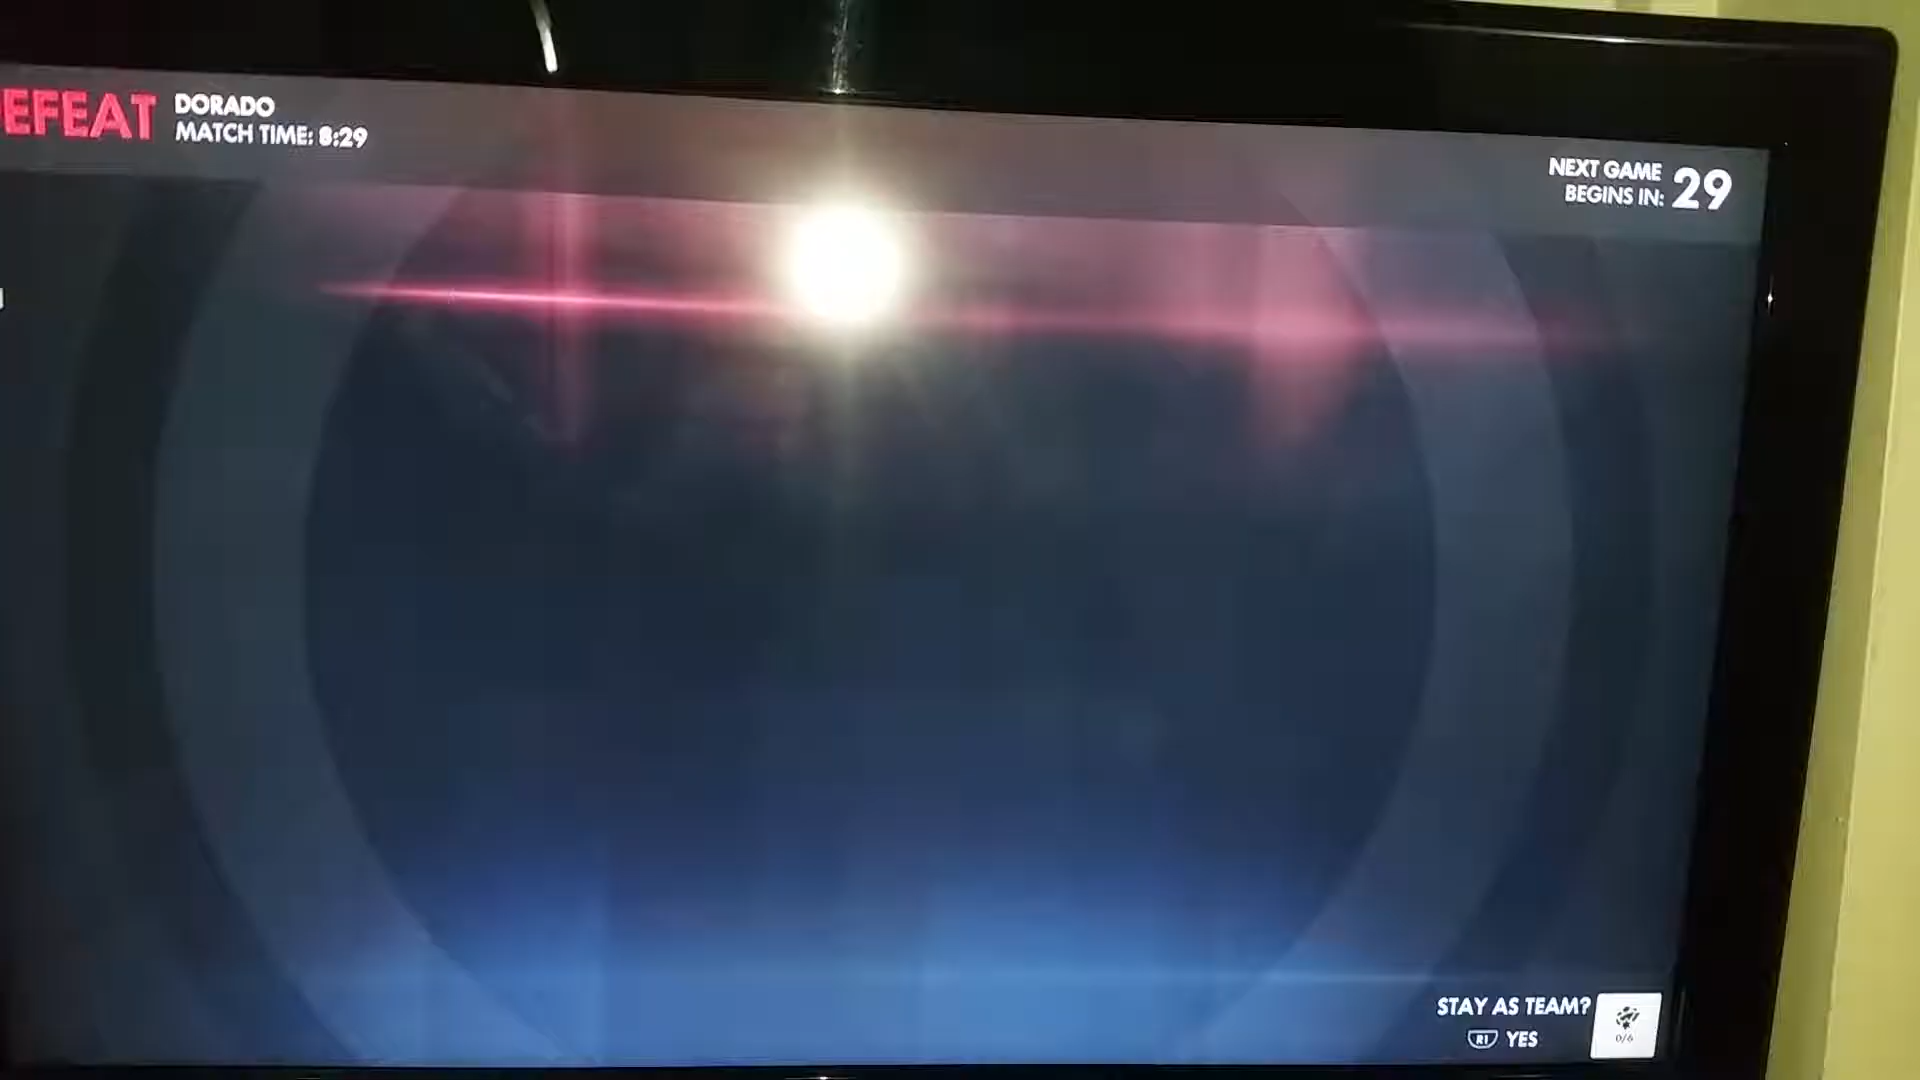 EFEAT
DORADO
MATCH TIME: 8:29
NEXT GAME
BEGINS IN: 29
STAY AS TEAM?
R1 YES
0/6